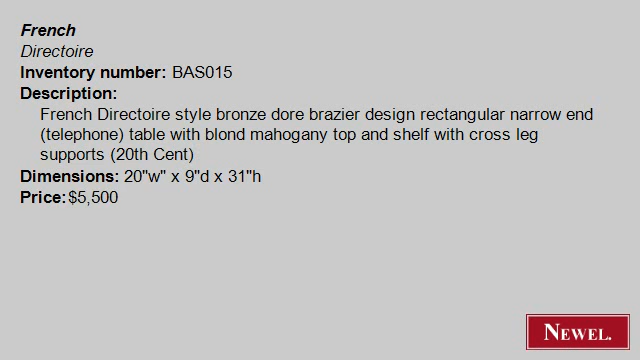 French
Directoire
Inventory number: BAS015
Description:
French Directoire style bronze dore brazier design rectangular narrow end
(telephone) table with blond mahogany top and shelf with cross leg
supports (20th Cent)
Dimensions: 20"w" x 9"d x 31"h
Price:$5,500
NEWEL.